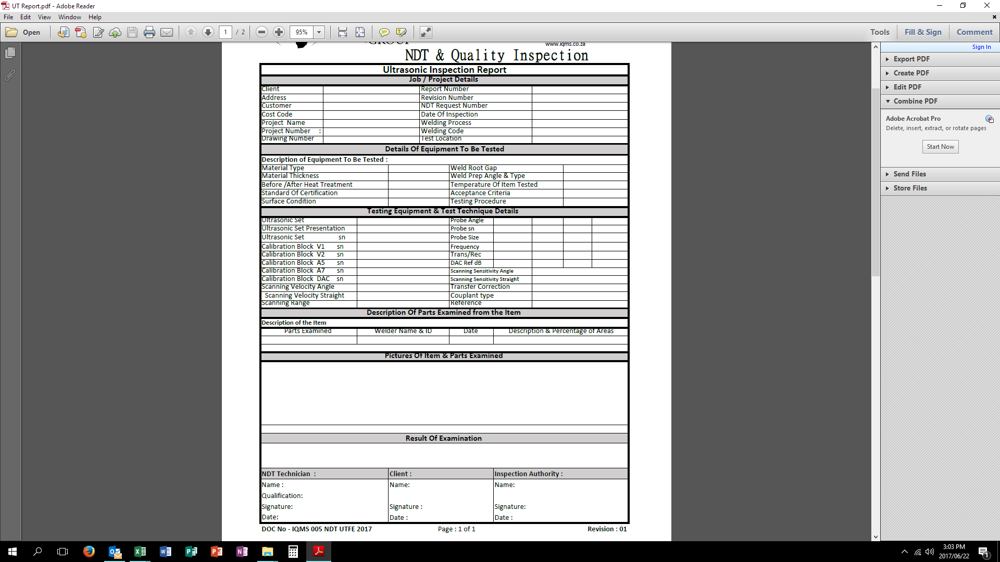 UT Report.pdf - Adobe Reader
File Edit View Window Help
Open 1 / 2 95% Tools Fill & Sign Comment
Sign In
Export PDF
Create PDF
Edit PDF
Combine PDF
Adobe Acrobat Pro
Delete, insert, extract, or rotate pages
Start Now
Send Files
Store Files
GROUP
www.iqms.co.za
NDT & Quality Inspection
Ultrasonic Inspection Report
Job / Project Details
Client Report Number
Address Revision Number
Customer NDT Request Number
Cost Code Date Of Inspection
Project Name Welding Process
Project Number : Welding Code
Drawing Number Test Location
Details Of Equipment To Be Tested
Description of Equipment To Be Tested :
Material Type Weld Root Gap
Material Thickness Weld Prep Angle & Type
Before /After Heat Treatment Temperature Of Item Tested
Standard Of Certification Acceptance Criteria
Surface Condition Testing Procedure
Testing Equipment & Test Technique Details
Ultrasonic Set Probe Angle
Ultrasonic Set Presentation Probe sn
Ultrasonic Set sn Probe Size
Calibration Block V1 sn Frequency
Calibration Block V2 sn Trans/Rec
Calibration Block A5 sn DAC Ref dB
Calibration Block A7 sn Scanning Sensitivity Angle
Calibration Block DAC sn Scanning Sensitivity Straight
Scanning Velocity Angle Transfer Correction
Scanning Velocity Straight Couplant type
Scanning Range Reference
Description Of Parts Examined from the Item
Description of the Item
Parts Examined Welder Name & ID Date Description & Percentage of Areas
Pictures Of Item & Parts Examined
Result Of Examination
NDT Technician : Client : Inspection Authority :
Name : Name: Name:
Qualification:
Signature: Signature : Signature:
Date: Date : Date :
DOC No - IQMS 005 NDT UTFE 2017 Page : 1 of 1 Revision : 01
3:03 PM
2017/06/22
1